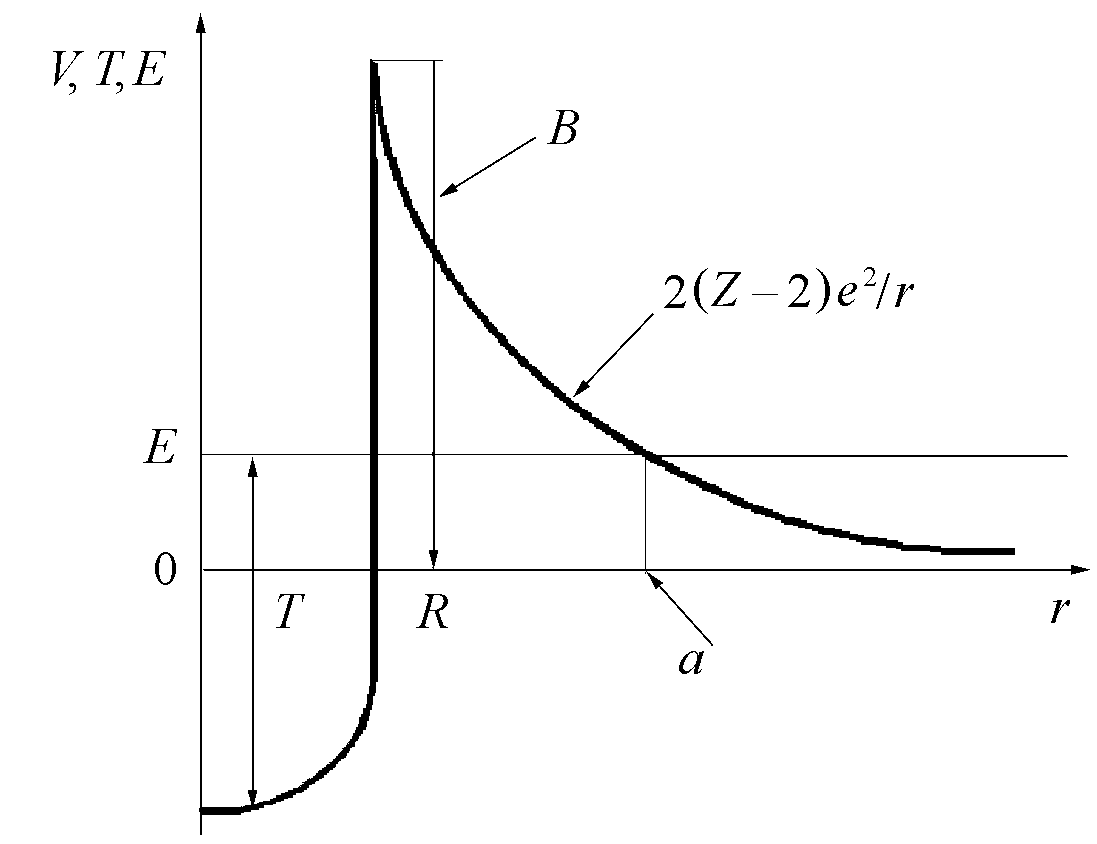 V, T, E
B
2(Z − 2)e²/r
E
0
T
R
r
a